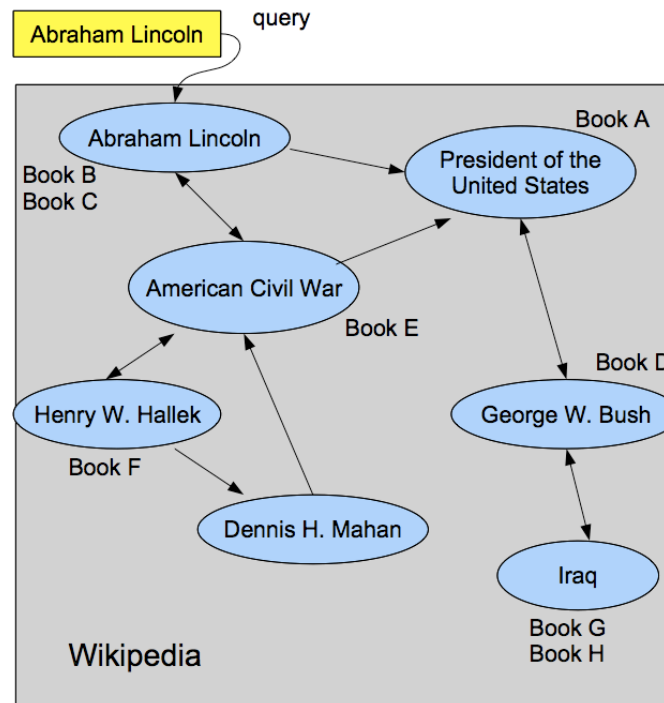 query
Abraham Lincoln
Book A
Abraham Lincoln
President of the
United States
Book B
Book C
American Civil War
Book E
Book D
Henry W. Hallek
George W. Bush
Book F
Dennis H. Mahan
Iraq
Book G
Book H
Wikipedia